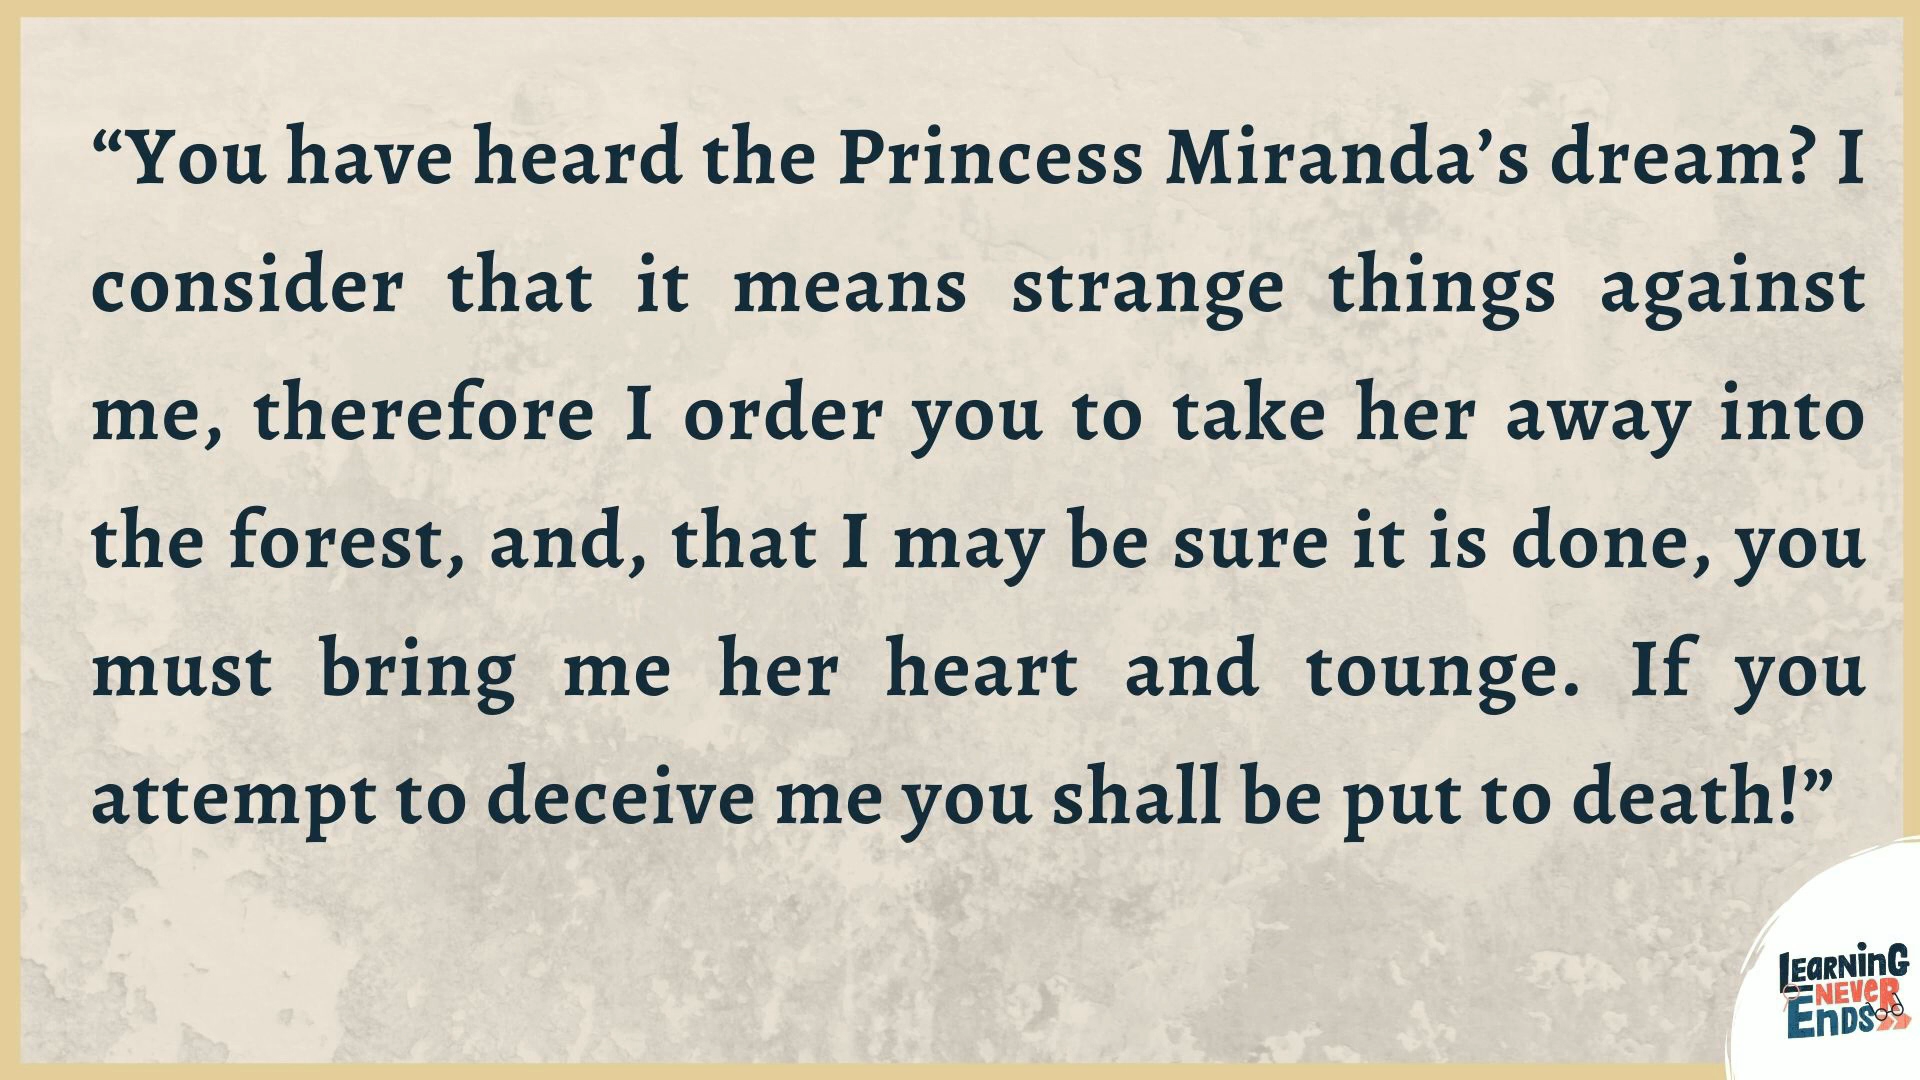 “You have heard the Princess Miranda’s dream? I
consider that it means strange things against
me, therefore I order you to take her away into
the forest, and, that I may be sure it is done, you
must bring me her heart and tounge. If you
attempt to deceive me you shall be put to death!”
LEARNinG
NEVER
EnDS